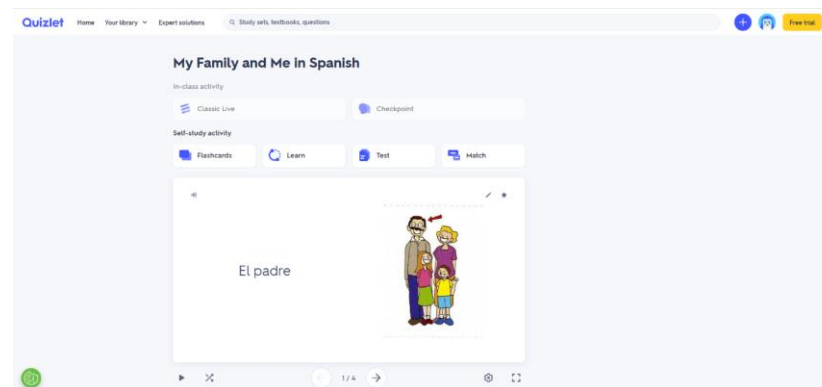 Quizlet Home Your library Expert solutions Study sets, textbooks, questions Free trial
My Family and Me in Spanish
In-class activity
Classic Live Checkpoint
Self-study activity
Flashcards Learn Test Match
El padre
1 / 4